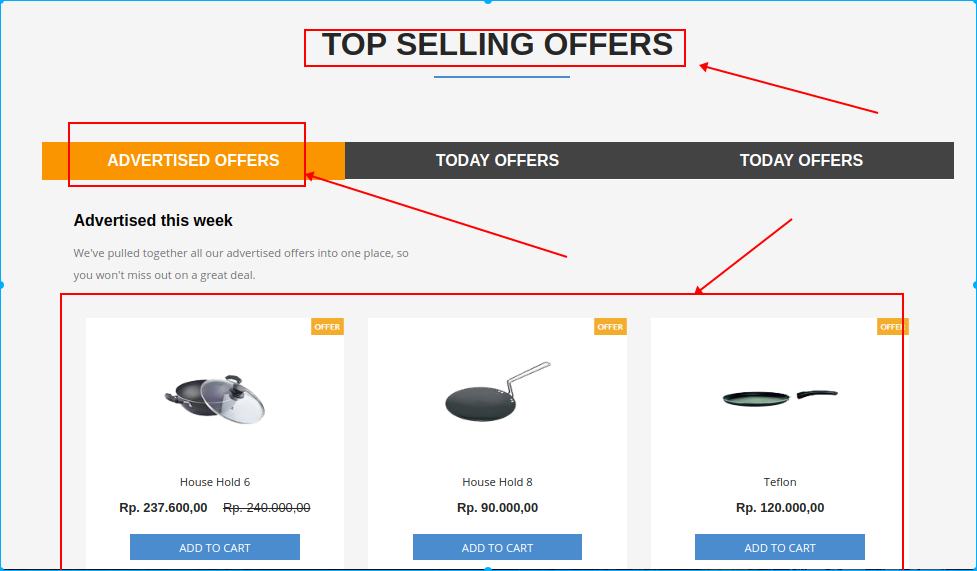 TOP SELLING OFFERS
ADVERTISED OFFERS
TODAY OFFERS
TODAY OFFERS
Advertised this week
We've pulled together all our advertised offers into one place, so
you won't miss out on a great deal.
OFFER
OFFER
OFFER
House Hold 6
House Hold 8
Teflon
Rp. 237.600,00 Rp. 240.000,00
Rp. 90.000,00
Rp. 120.000,00
ADD TO CART
ADD TO CART
ADD TO CART